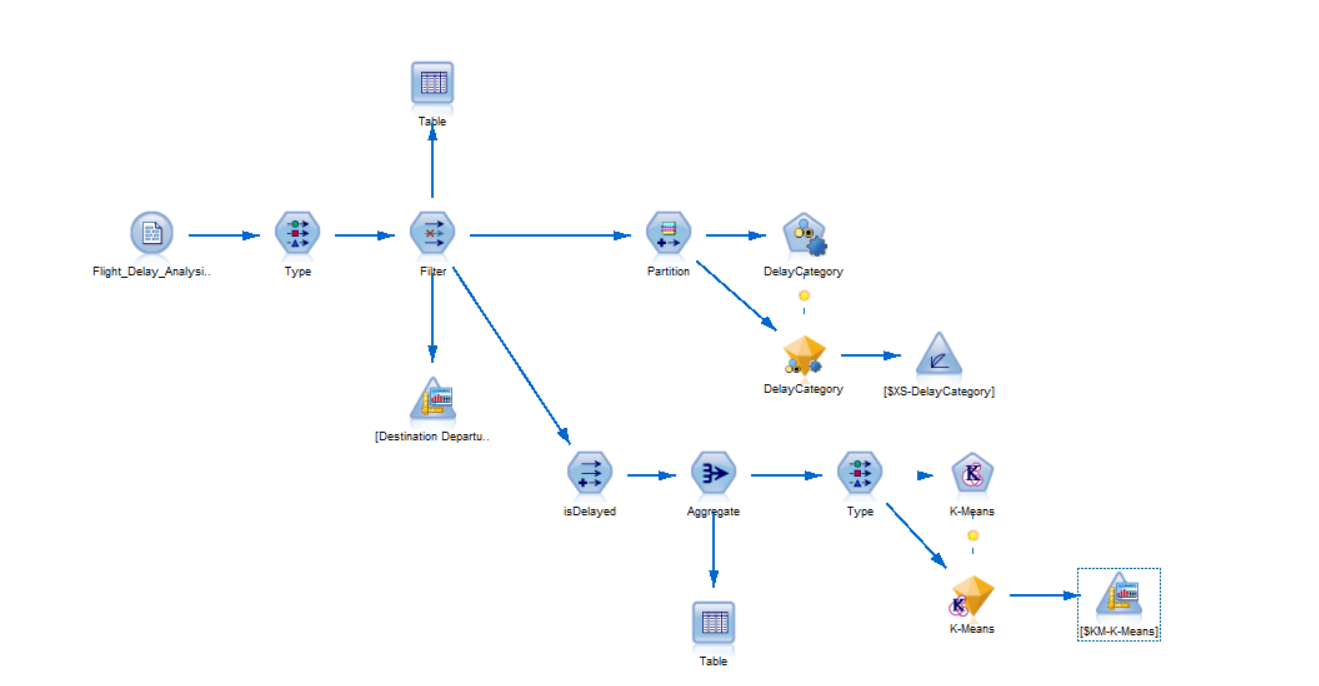 Table
Flight_Delay_Analysi..
Type
Filter
Partition
DelayCategory
DelayCategory
[$XS-DelayCategory]
[Destination Departu..
isDelayed
Aggregate
Type
K-Means
K-Means
[$KM-K-Means]
Table